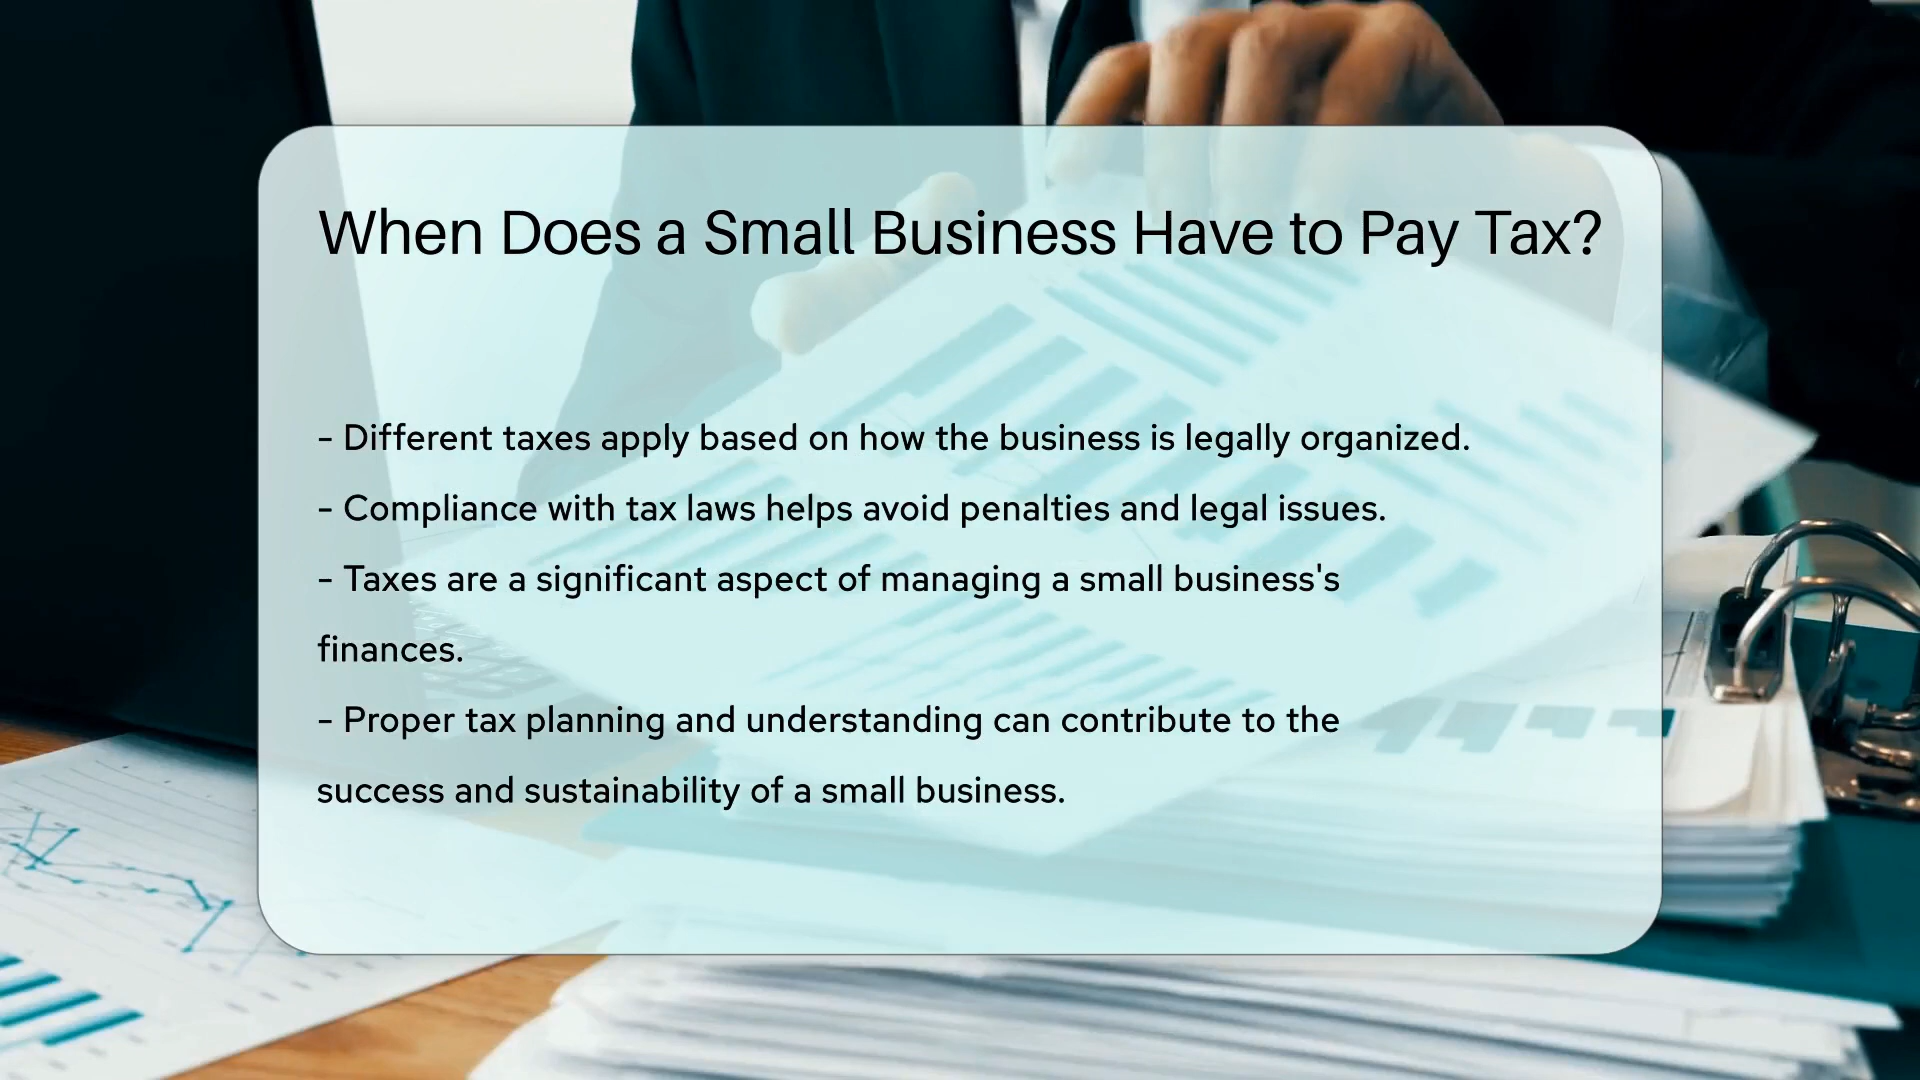 When Does a Small Business Have to Pay Tax?
- Different taxes apply based on how the business is legally organized.
- Compliance with tax laws helps avoid penalties and legal issues.
- Taxes are a significant aspect of managing a small business's
finances.
- Proper tax planning and understanding can contribute to the
success and sustainability of a small business.